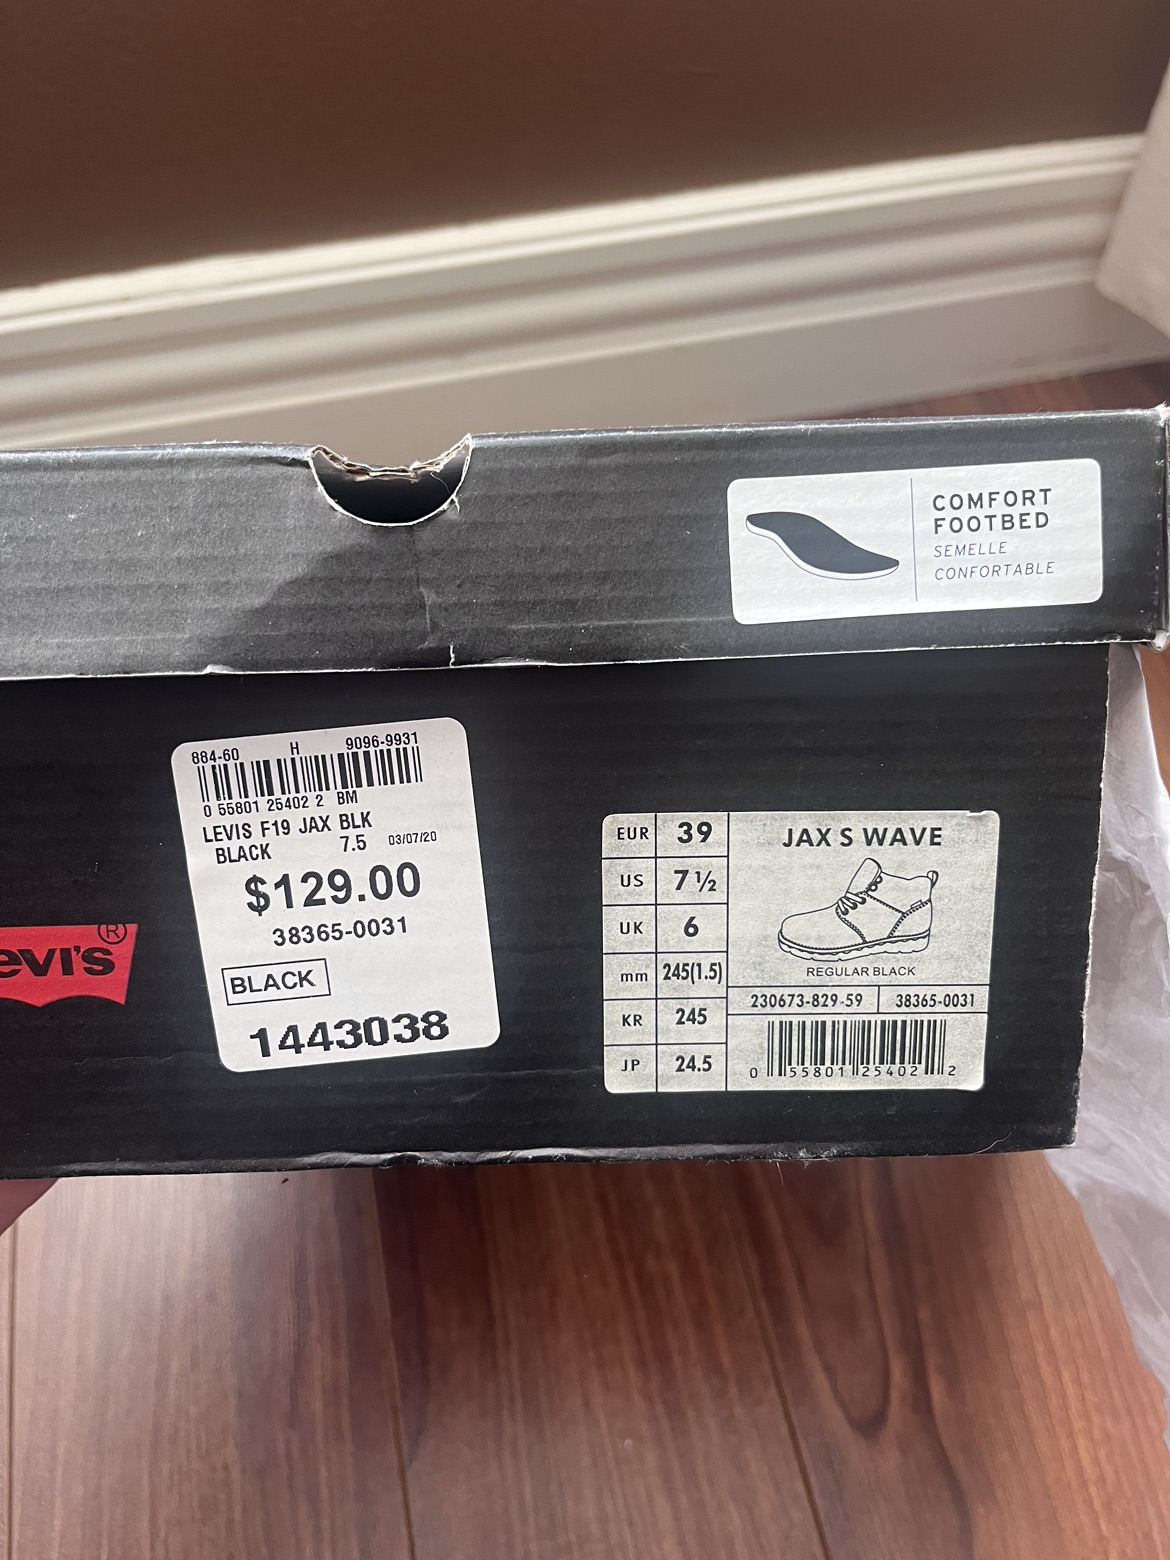 COMFORT
FOOTBED
SEMELLE
CONFORTABLE
884-60 H 9096-9931
0 55801 25402 2 BM
LEVIS F19 JAX BLK
BLACK 7.5 03/07/20
$129.00
38365-0031
BLACK
1443038
evi's®
EUR 39
US 7½
UK 6
mm 245(1.5)
KR 245
JP 24.5
JAX S WAVE
REGULAR BLACK
230673-829-59 38365-0031
0 55801 25402 2